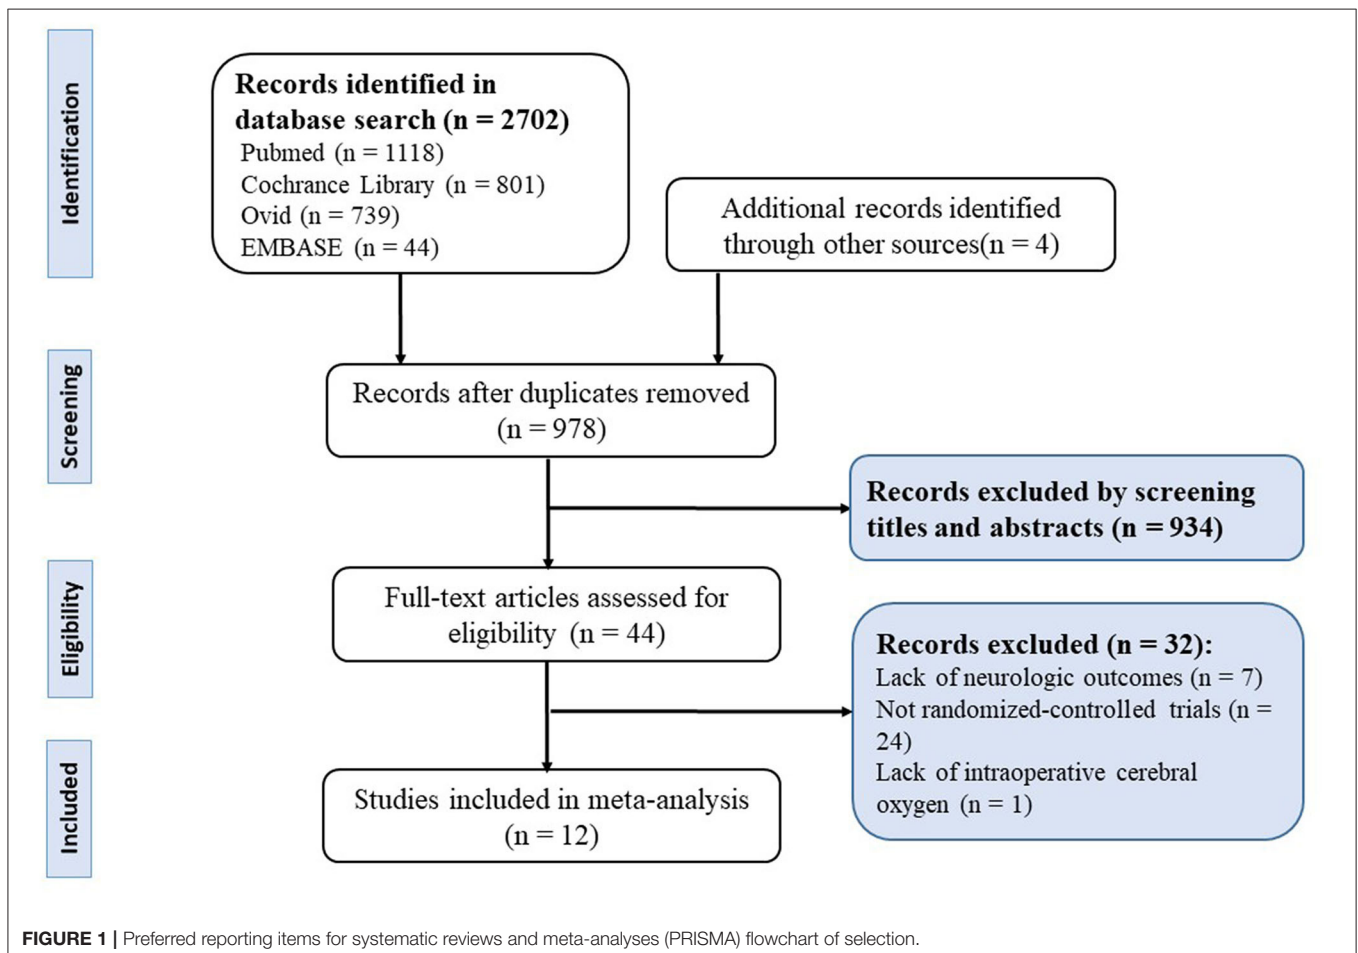 Identification
Records identified in
database search (n = 2702)
Pubmed (n = 1118)
Cochrance Library (n = 801)
Ovid (n = 739)
EMBASE (n = 44)
Additional records identified
through other sources(n = 4)
Screening
Records after duplicates removed
(n = 978)
Records excluded by screening
titles and abstracts (n = 934)
Eligibility
Full-text articles assessed for
eligibility (n = 44)
Records excluded (n = 32):
Lack of neurologic outcomes (n = 7)
Not randomized-controlled trials (n =
24)
Lack of intraoperative cerebral
oxygen (n = 1)
Included
Studies included in meta-analysis
(n = 12)
FIGURE 1 | Preferred reporting items for systematic reviews and meta-analyses (PRISMA) flowchart of selection.